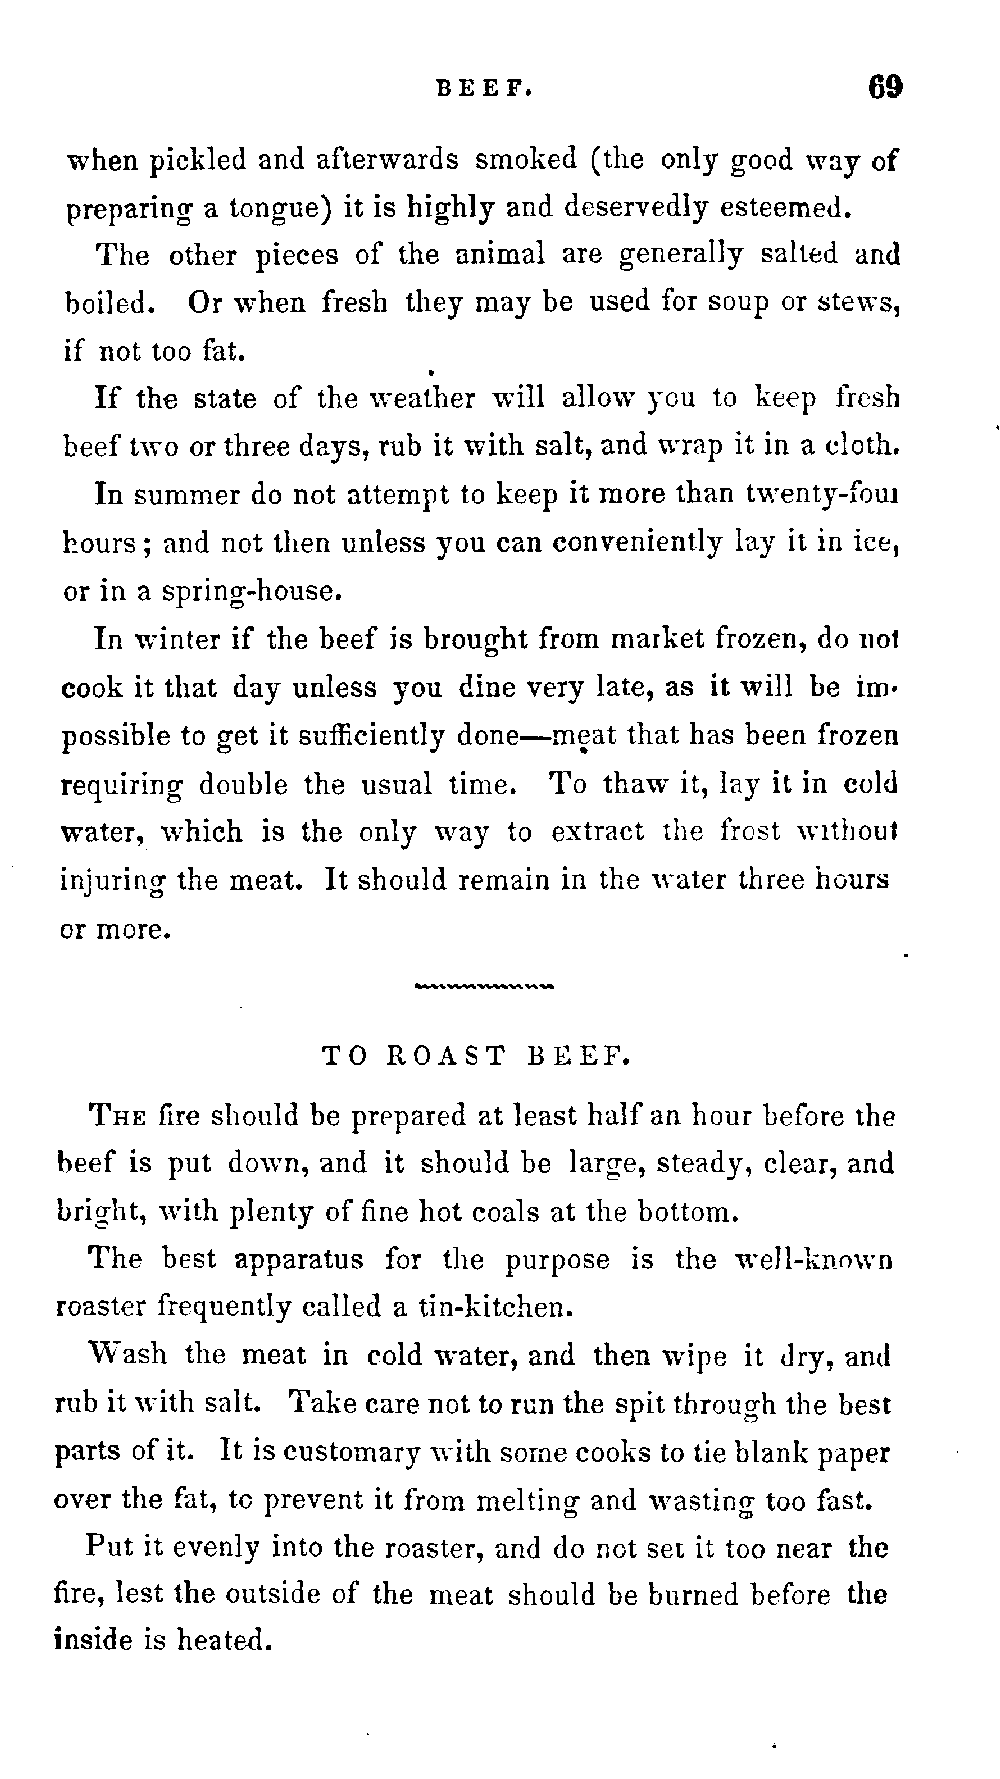 BEEF. 69
when pickled and afterwards smoked (the only good way of
preparing a tongue) it is highly and deservedly esteemed.
The other pieces of the animal are generally salted and
boiled. Or when fresh they may be used for soup or stews,
if not too fat.
If the state of the weather will allow you to keep fresh
beef two or three days, rub it with salt, and wrap it in a cloth.
In summer do not attempt to keep it more than twenty-four
hours; and not then unless you can conveniently lay it in ice,
or in a spring-house.
In winter if the beef is brought from market frozen, do not
cook it that day unless you dine very late, as it will be im-
possible to get it sufficiently done—meat that has been frozen
requiring double the usual time. To thaw it, lay it in cold
water, which is the only way to extract the frost without
injuring the meat. It should remain in the water three hours
or more.
TO ROAST BEEF.
THE fire should be prepared at least half an hour before the
beef is put down, and it should be large, steady, clear, and
bright, with plenty of fine hot coals at the bottom.
The best apparatus for the purpose is the well-known
roaster frequently called a tin-kitchen.
Wash the meat in cold water, and then wipe it dry, and
rub it with salt. Take care not to run the spit through the best
parts of it. It is customary with some cooks to tie blank paper
over the fat, to prevent it from melting and wasting too fast.
Put it evenly into the roaster, and do not set it too near the
fire, lest the outside of the meat should be burned before the
inside is heated.